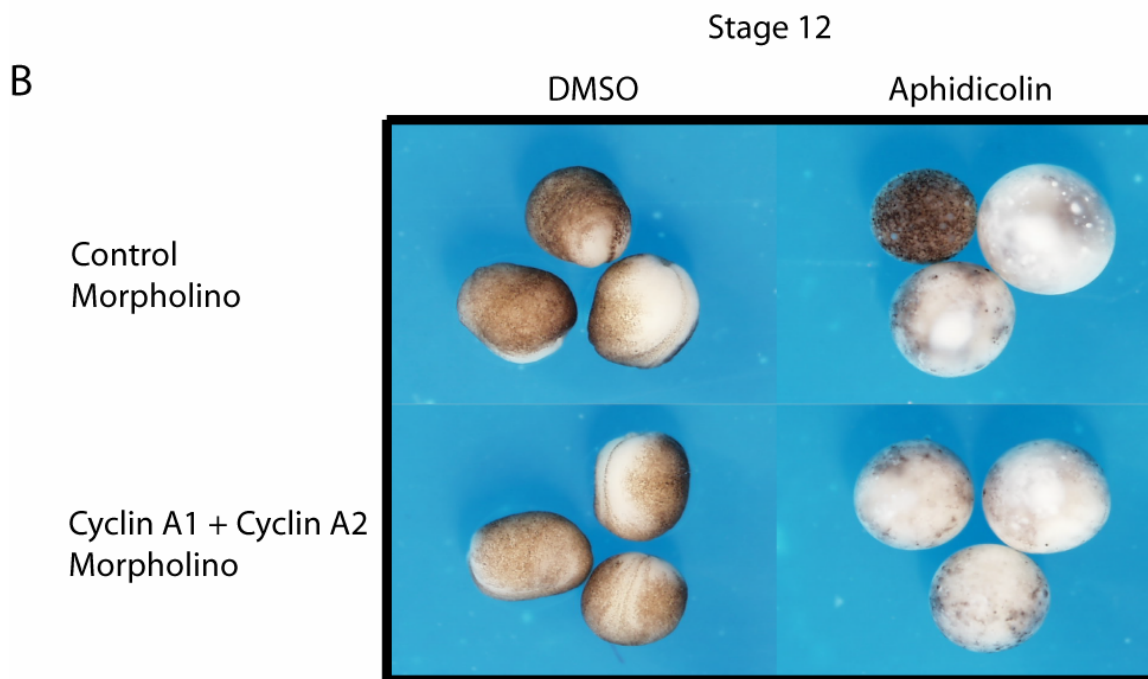 Stage 12
B
DMSO
Aphidicolin
Control
Morpholino
Cyclin A1 + Cyclin A2
Morpholino